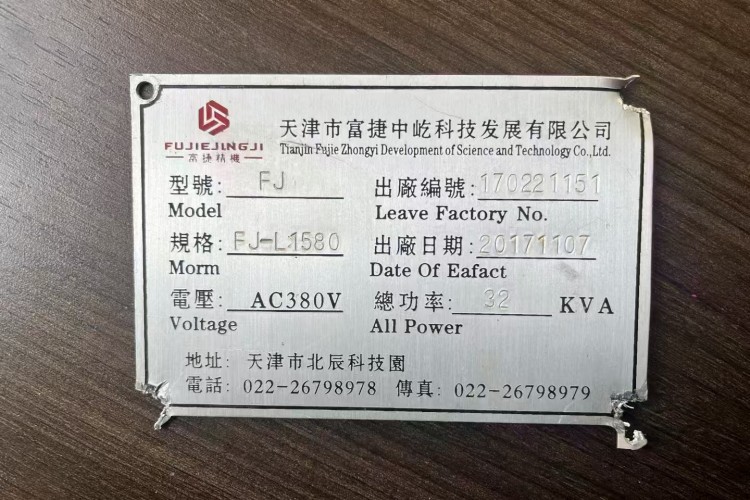 FUJIEJINGJI
富捷精機
天津市富捷中屹科技发展有限公司
Tianjin Fujie Zhongyi Development of Science and Technology Co.,Ltd.
型號: FJ 出廠編號: 170221151
Model Leave Factory No.
規格: FJ-L1580 出廠日期: 20171107
Morm Date Of Eafact
電壓: AC380V 總功率: 32 KVA
Voltage All Power
地址: 天津市北辰科技園
電話: 022-26798978 傳真: 022-26798979